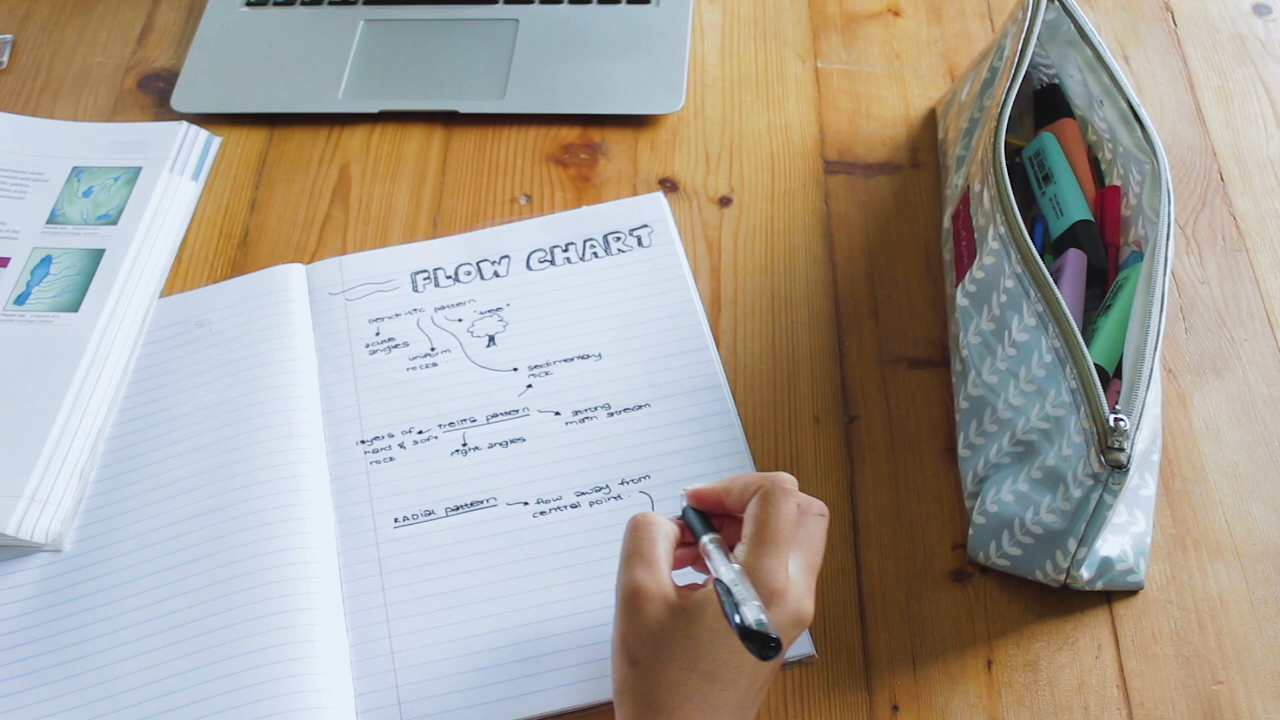 FLOW CHART
dendritic pattern
"tree"
acute
angles
uniform
rocks
sedimentary
rock
layers of
hard & soft
rock
trellis pattern
strong
main stream
right angles
RADIAL pattern
flow away from
central point.